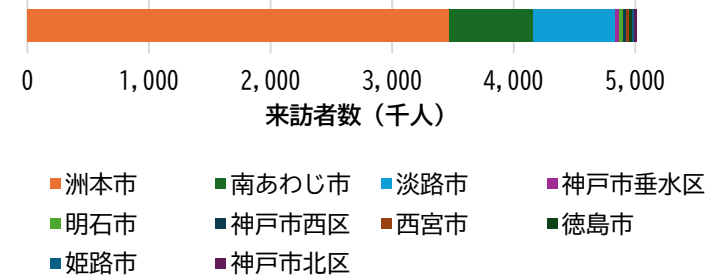 0 1,000 2,000 3,000 4,000 5,000
来訪者数（千人）
洲本市 南あわじ市 淡路市 神戸市垂水区
明石市 神戸市西区 西宮市 徳島市
姫路市 神戸市北区